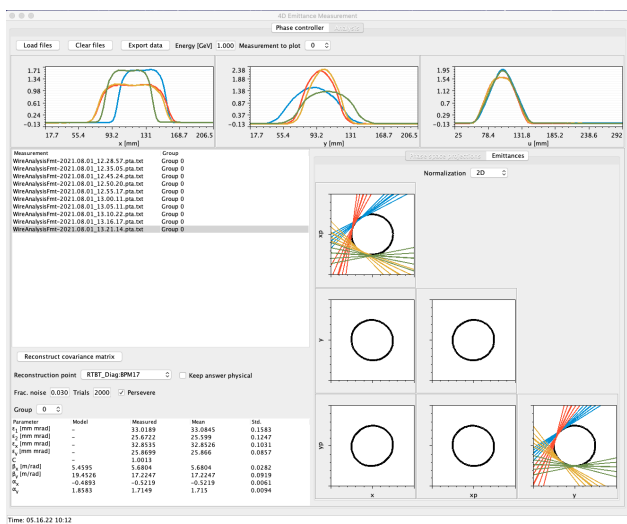 4D Emittance Measurement
Phase controller
Load files Clear files Export data Energy [GeV] 1.000 Measurement to plot 0
1.71
1.34
0.98
0.61
0.24
-0.13
17.7 55.4 93.2 131 168.7 206.5
x [mm]
2.38
1.88
1.37
0.87
0.37
-0.13
17.7 55.4 93.2 131 168.7 206.5
y [mm]
1.95
1.54
1.12
0.7
0.29
-0.13
25 78.4 131.8 185.2 238.6 292
u [mm]
Measurement Group
WireAnalysisFmt-2021.08.01_12.28.57.pta.txt Group 0
WireAnalysisFmt-2021.08.01_12.35.05.pta.txt Group 0
WireAnalysisFmt-2021.08.01_12.45.24.pta.txt Group 0
WireAnalysisFmt-2021.08.01_12.50.20.pta.txt Group 0
WireAnalysisFmt-2021.08.01_12.55.17.pta.txt Group 0
WireAnalysisFmt-2021.08.01_13.00.11.pta.txt Group 0
WireAnalysisFmt-2021.08.01_13.05.11.pta.txt Group 0
WireAnalysisFmt-2021.08.01_13.10.22.pta.txt Group 0
WireAnalysisFmt-2021.08.01_13.16.17.pta.txt Group 0
WireAnalysisFmt-2021.08.01_13.21.14.pta.txt Group 0
Reconstruct covariance matrix
Reconstruction point RTBT_Diag:BPM17 Keep answer physical
Frac. noise 0.030 Trials 2000 Persevere
Group 0
Parameter Model Measured Mean Std.
ε1 [mm mrad] – 33.0189 33.0845 0.1583
ε2 [mm mrad] – 25.6722 25.599 0.1247
εx [mm mrad] – 32.8535 32.8526 0.1031
εy [mm mrad] – 25.8699 25.866 0.0857
C – 1.0013
βx [m/rad] 5.4595 5.6804 5.6804 0.0282
βy [m/rad] 19.4526 17.2247 17.2247 0.0919
αx -0.4893 -0.5219 -0.5219 0.0061
αy 1.8583 1.7149 1.715 0.0094
Emittances
Normalization 2D
xp
y
yp
x xp y
Time: 05.16.22 10:12